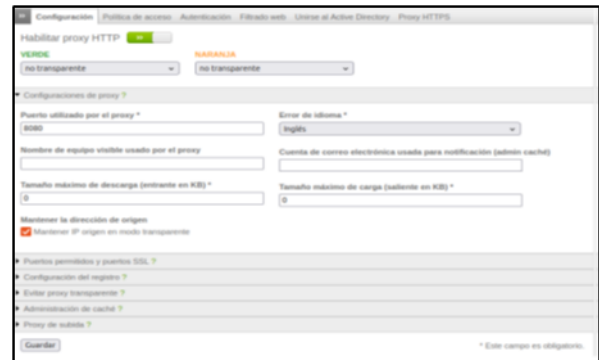 >> Configuración Política de acceso Autenticación Filtrado web Unirse al Active Directory Proxy HTTPS
Habilitar proxy HTTP
VERDE NARANJA
no transparente no transparente
Configuraciones de proxy ?
Puerto utilizado por el proxy * Error de idioma *
8080 Inglés
Nombre de equipo visible usado por el proxy Cuenta de correo electrónica usada para notificación (admin caché)
Tamaño máximo de descarga (entrante en KB) * Tamaño máximo de carga (saliente en KB) *
0 0
Mantener la dirección de origen
Mantener IP origen en modo transparente
Puertos permitidos y puertos SSL ?
Configuración del registro ?
Evitar proxy transparente ?
Administración de caché ?
Proxy de subida ?
Guardar * Este campo es obligatorio.